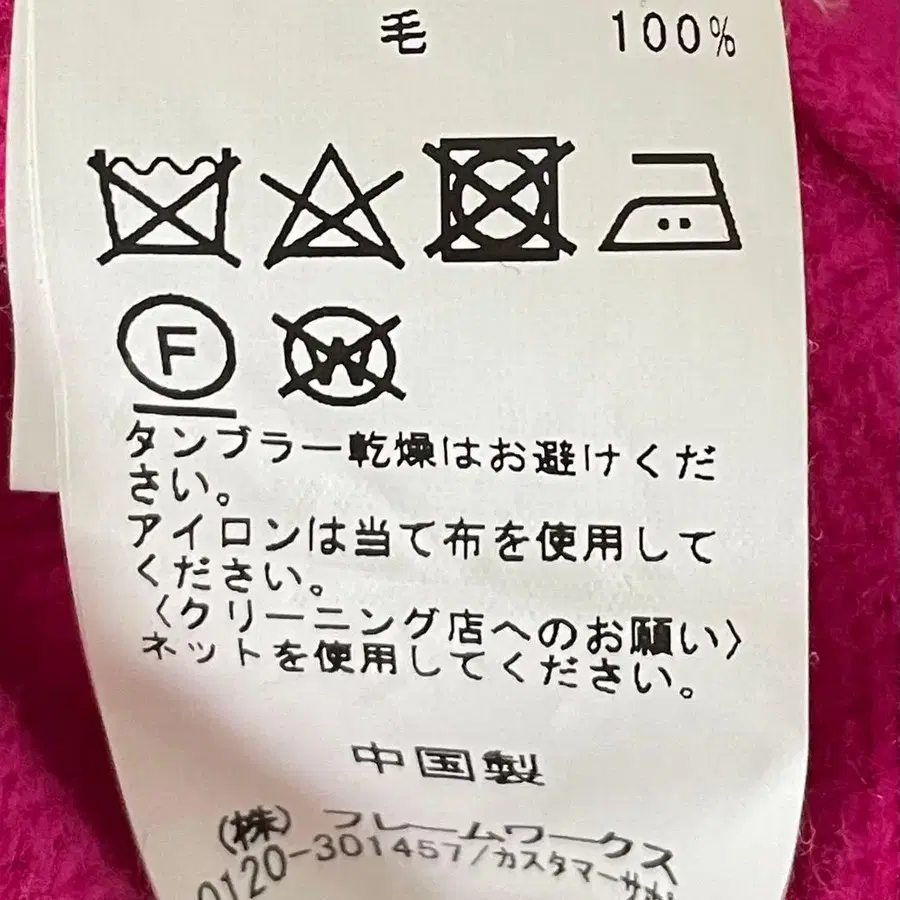 毛 100%
F W
タンブラー乾燥はお避けくだ
さい。
アイロンは当て布を使用して
ください。
〈クリーニング店へのお願い〉
ネットを使用してください。
中国製
(株) フレームワークス
0120-301457/カスタマー